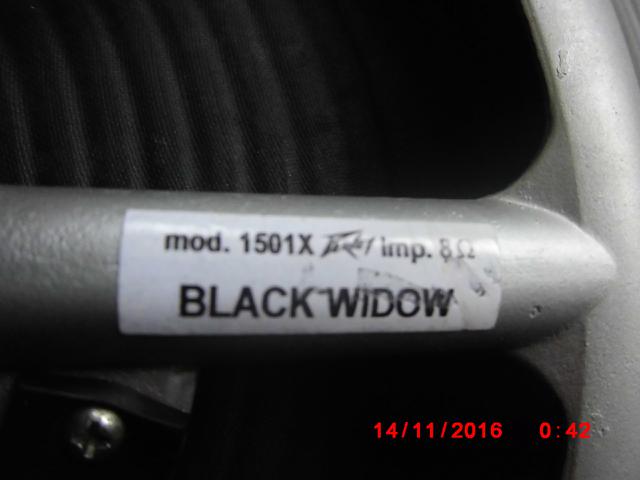 mod. 1501X Peavey imp. 8Ω
BLACK WIDOW
14/11/2016 0:42